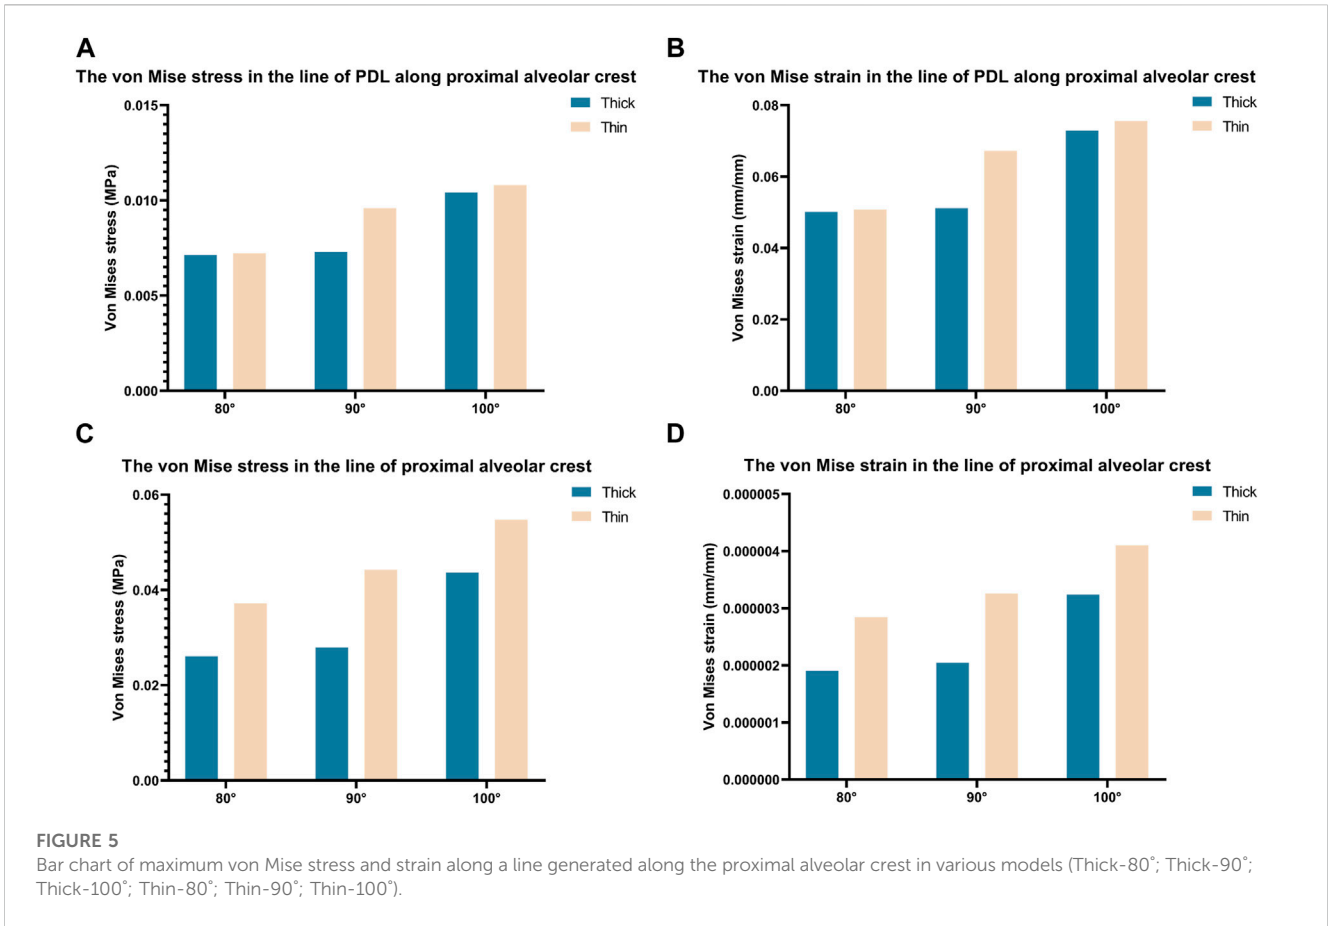 A
The von Mise stress in the line of PDL along proximal alveolar crest
Thick
Thin
Von Mises stress (MPa)
0.015
0.010
0.005
0.000
80°
90°
100°
B
The von Mise strain in the line of PDL along proximal alveolar crest
Thick
Thin
Von Mises strain (mm/mm)
0.08
0.06
0.04
0.02
0.00
80°
90°
100°
C
The von Mise stress in the line of proximal alveolar crest
Thick
Thin
Von Mises stress (MPa)
0.06
0.04
0.02
0.00
80°
90°
100°
D
The von Mise strain in the line of proximal alveolar crest
Thick
Thin
Von Mises strain (mm/mm)
0.000005
0.000004
0.000003
0.000002
0.000001
0.000000
80°
90°
100°
FIGURE 5
Bar chart of maximum von Mise stress and strain along a line generated along the proximal alveolar crest in various models (Thick-80°; Thick-90°;
Thick-100°; Thin-80°; Thin-90°; Thin-100°).